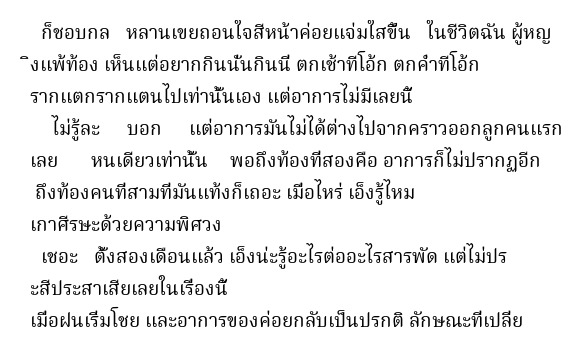 ก็ชอบกล หลานเขยถอนใจสีหน้าค่อยแจ่มใสขึ้น ในชีวิตฉัน ผู้หญ
ิงแพ้ท้อง เห็นแต่อยากกินนั้นกินนี่ ตกเช้าทีโอ้ก ตกค่ำทีโอ้ก
รากแตกรากแตนไปเท่านั้นเอง แต่อาการไม่มีเลยนี่
ไม่รู้ละ บอก แต่อาการมันไม่ได้ต่างไปจากคราวออกลูกคนแรก
เลย หนเดียวเท่านั้น พอถึงท้องที่สองคือ อาการก็ไม่ปรากฏอีก
ถึงท้องคนที่สามที่มันแท้งก็เถอะ เมื่อไหร่ เอ็งรู้ไหม
เกาศีรษะด้วยความพิศวง
เชอะ ตั้งสองเดือนแล้ว เอ็งน่ะรู้อะไรต่ออะไรสารพัด แต่ไม่ปร
ะสีประสาเสียเลยในเรื่องนี้
เมื่อฝนเริ่มโชย และอาการของค่อยกลับเป็นปรกติ ลักษณะที่เปลี่ย